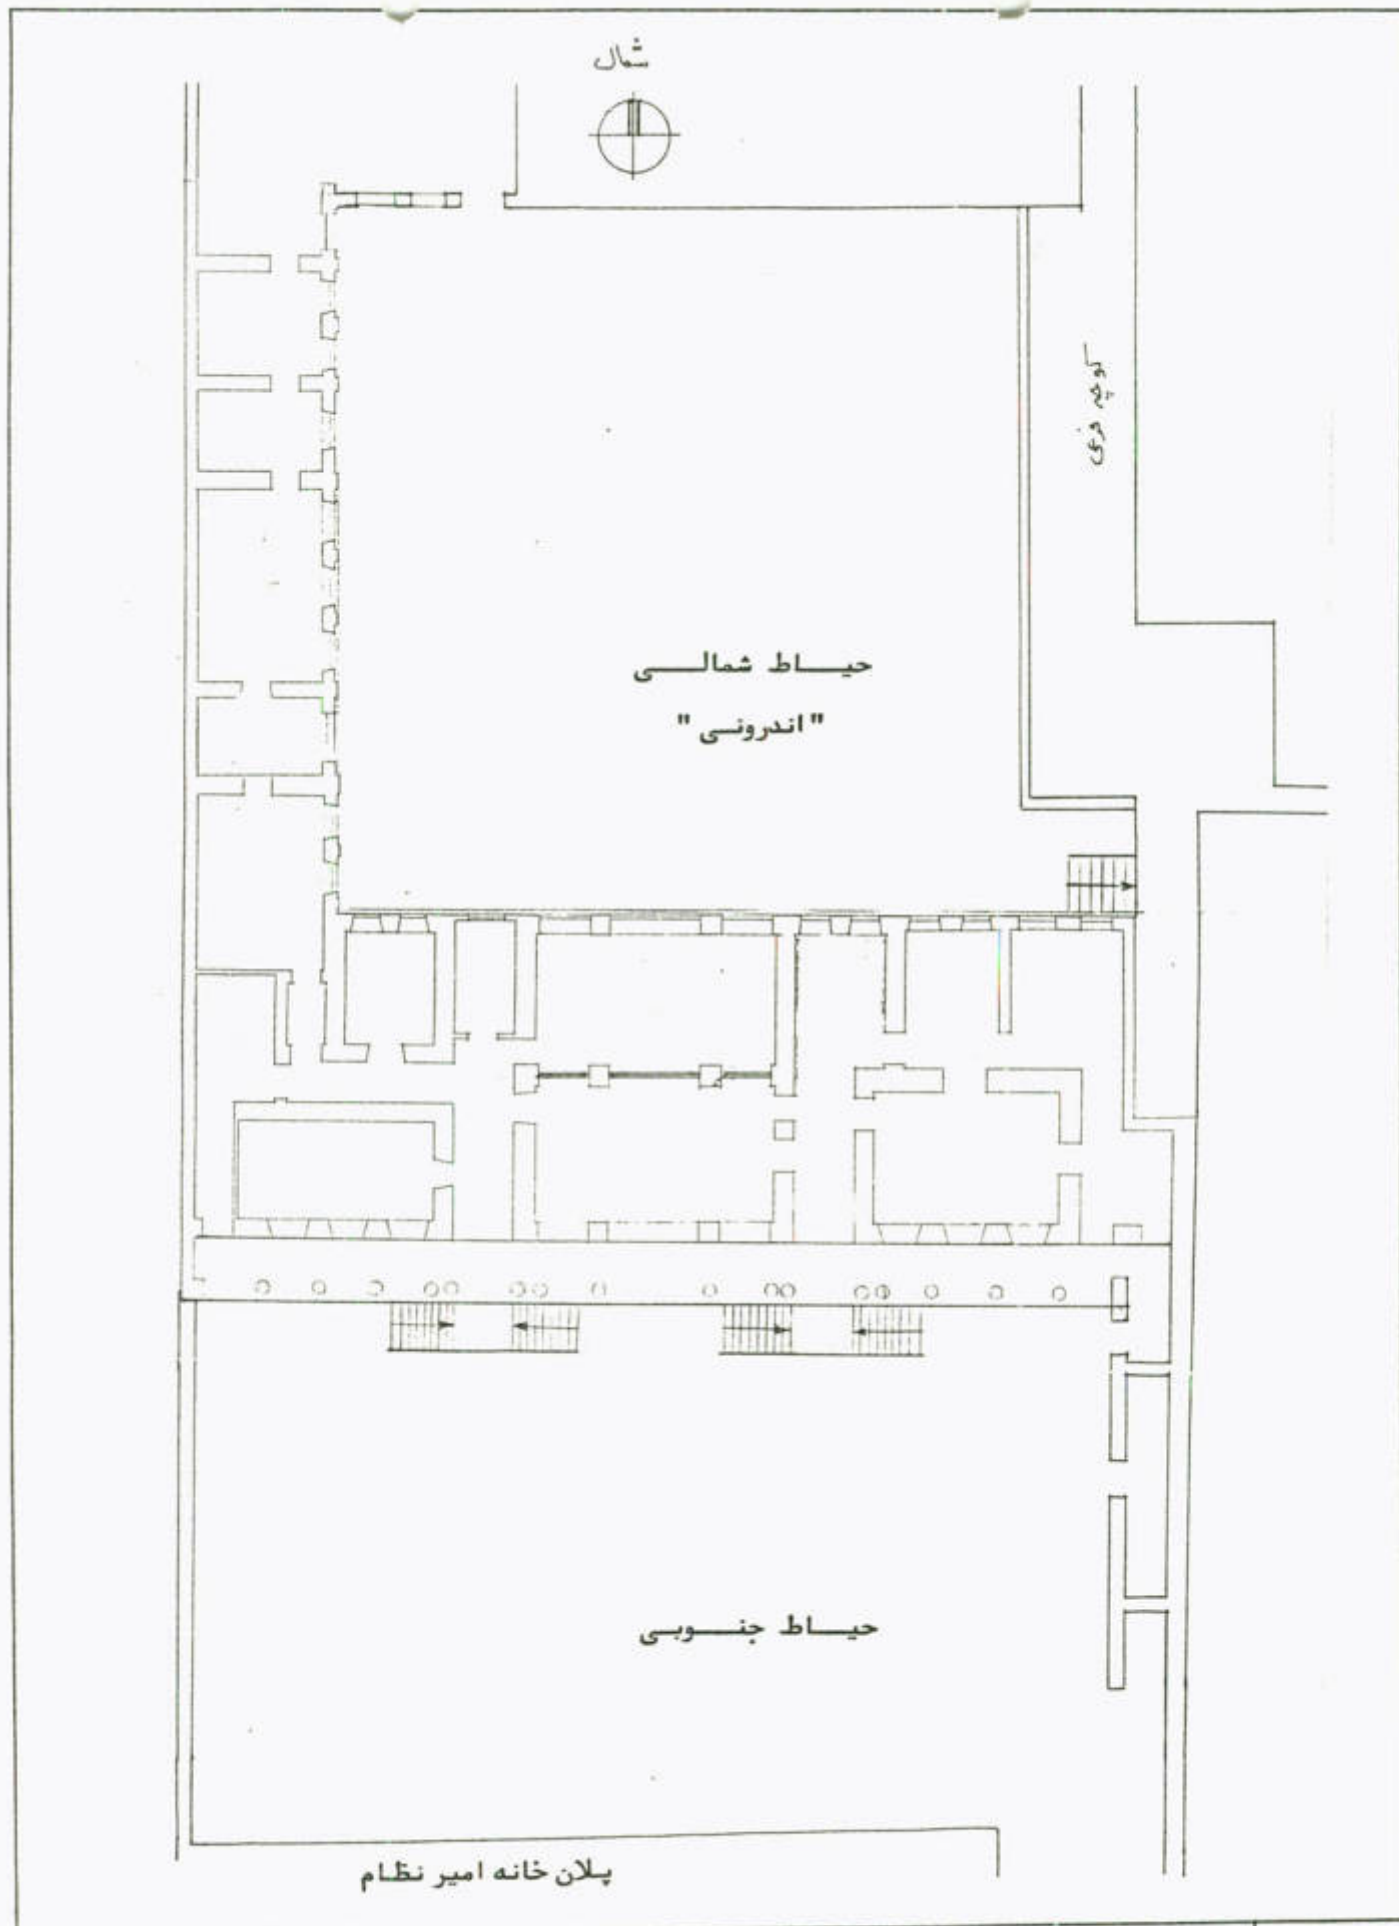 شمال
کوچه فرعی
حیاط شمالی
"اندرونی"
حیاط جنوبی
پلان خانه امیر نظام